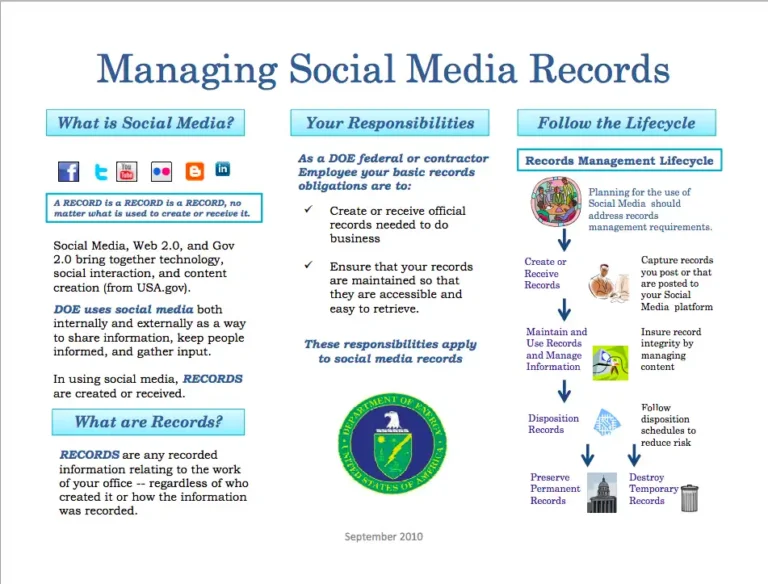 Managing Social Media Records
What is Social Media?
f
t
You
Tube
in
A RECORD is a RECORD is a RECORD, no
matter what is used to create or receive it.
Social Media, Web 2.0, and Gov
2.0 bring together technology,
social interaction, and content
creation (from USA.gov).
DOE uses social media both
internally and externally as a way
to share information, keep people
informed, and gather input.
In using social media, RECORDS
are created or received.
What are Records?
RECORDS are any recorded
information relating to the work
of your office -- regardless of who
created it or how the information
was recorded.
Your Responsibilities
As a DOE federal or contractor
Employee your basic records
obligations are to:
✓ Create or receive official
records needed to do
business
✓ Ensure that your records
are maintained so that
they are accessible and
easy to retrieve.
These responsibilities apply
to social media records
DEPARTMENT OF ENERGY
UNITED STATES OF AMERICA
Follow the Lifecycle
Records Management Lifecycle
Planning for the use of
Social Media should
address records
management requirements.
Create or
Receive
Records
Capture records
you post or that
are posted to
your Social
Media platform
Maintain and
Use Records
and Manage
Information
Insure record
integrity by
managing
content
Disposition
Records
Follow
disposition
schedules to
reduce risk
Preserve
Permanent
Records
Destroy
Temporary
Records
September 2010